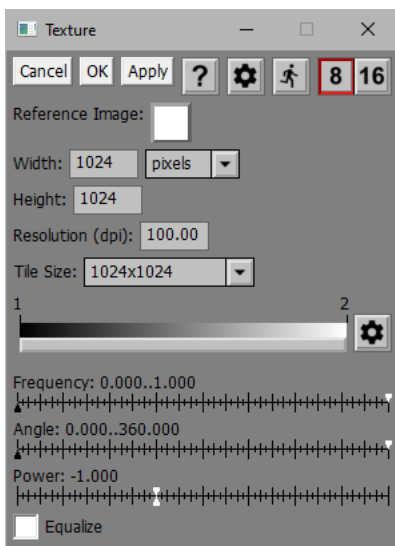 Texture
Cancel OK Apply ? 8 16
Reference Image:
Width: 1024 pixels
Height: 1024
Resolution (dpi): 100.00
Tile Size: 1024x1024
1 2
Frequency: 0.000..1.000
Angle: 0.000..360.000
Power: -1.000
Equalize